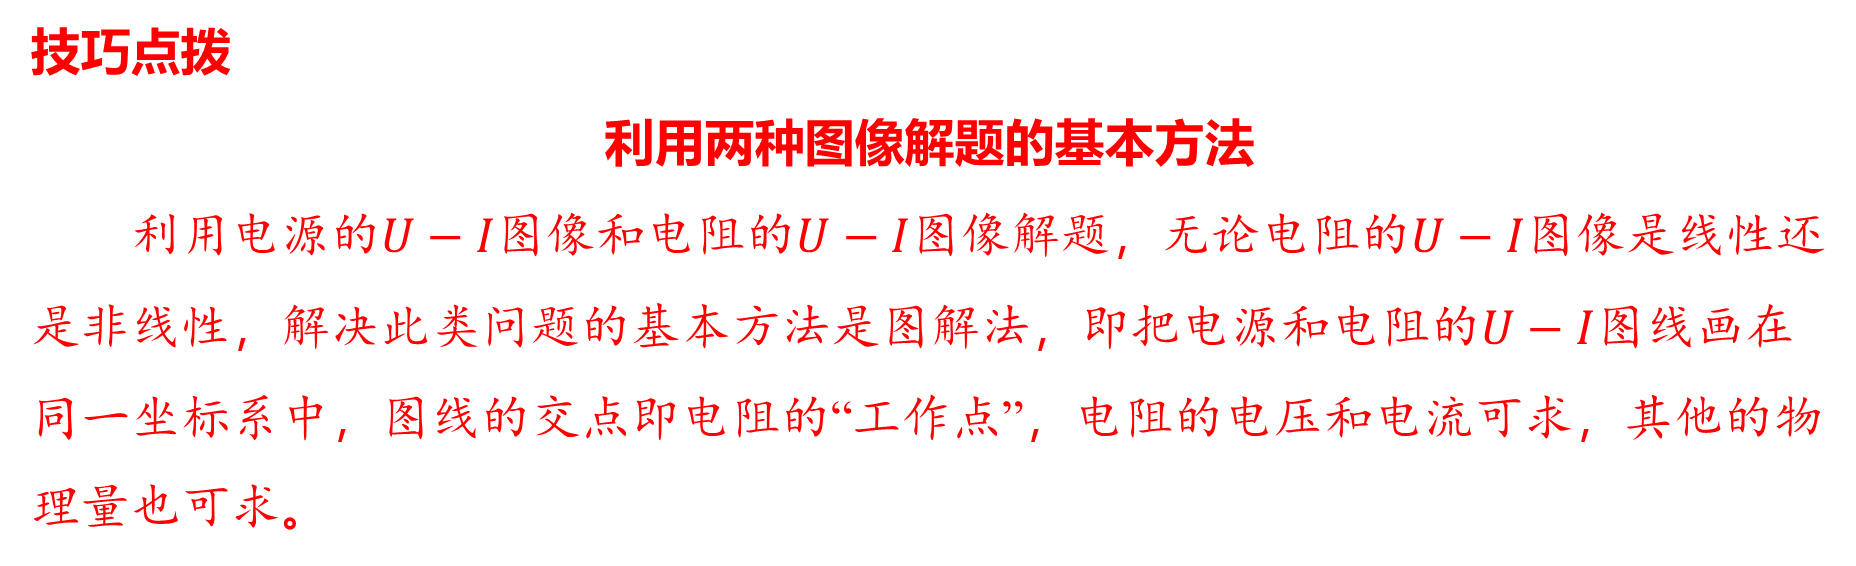 技巧点拨
利用两种图像解题的基本方法
利用电源的U－I图像和电阻的U－I图像解题，无论电阻的U－I图像是线性还
是非线性，解决此类问题的基本方法是图解法，即把电源和电阻的U－I图线画在
同一坐标系中，图线的交点即电阻的“工作点”，电阻的电压和电流可求，其他的物
理量也可求。